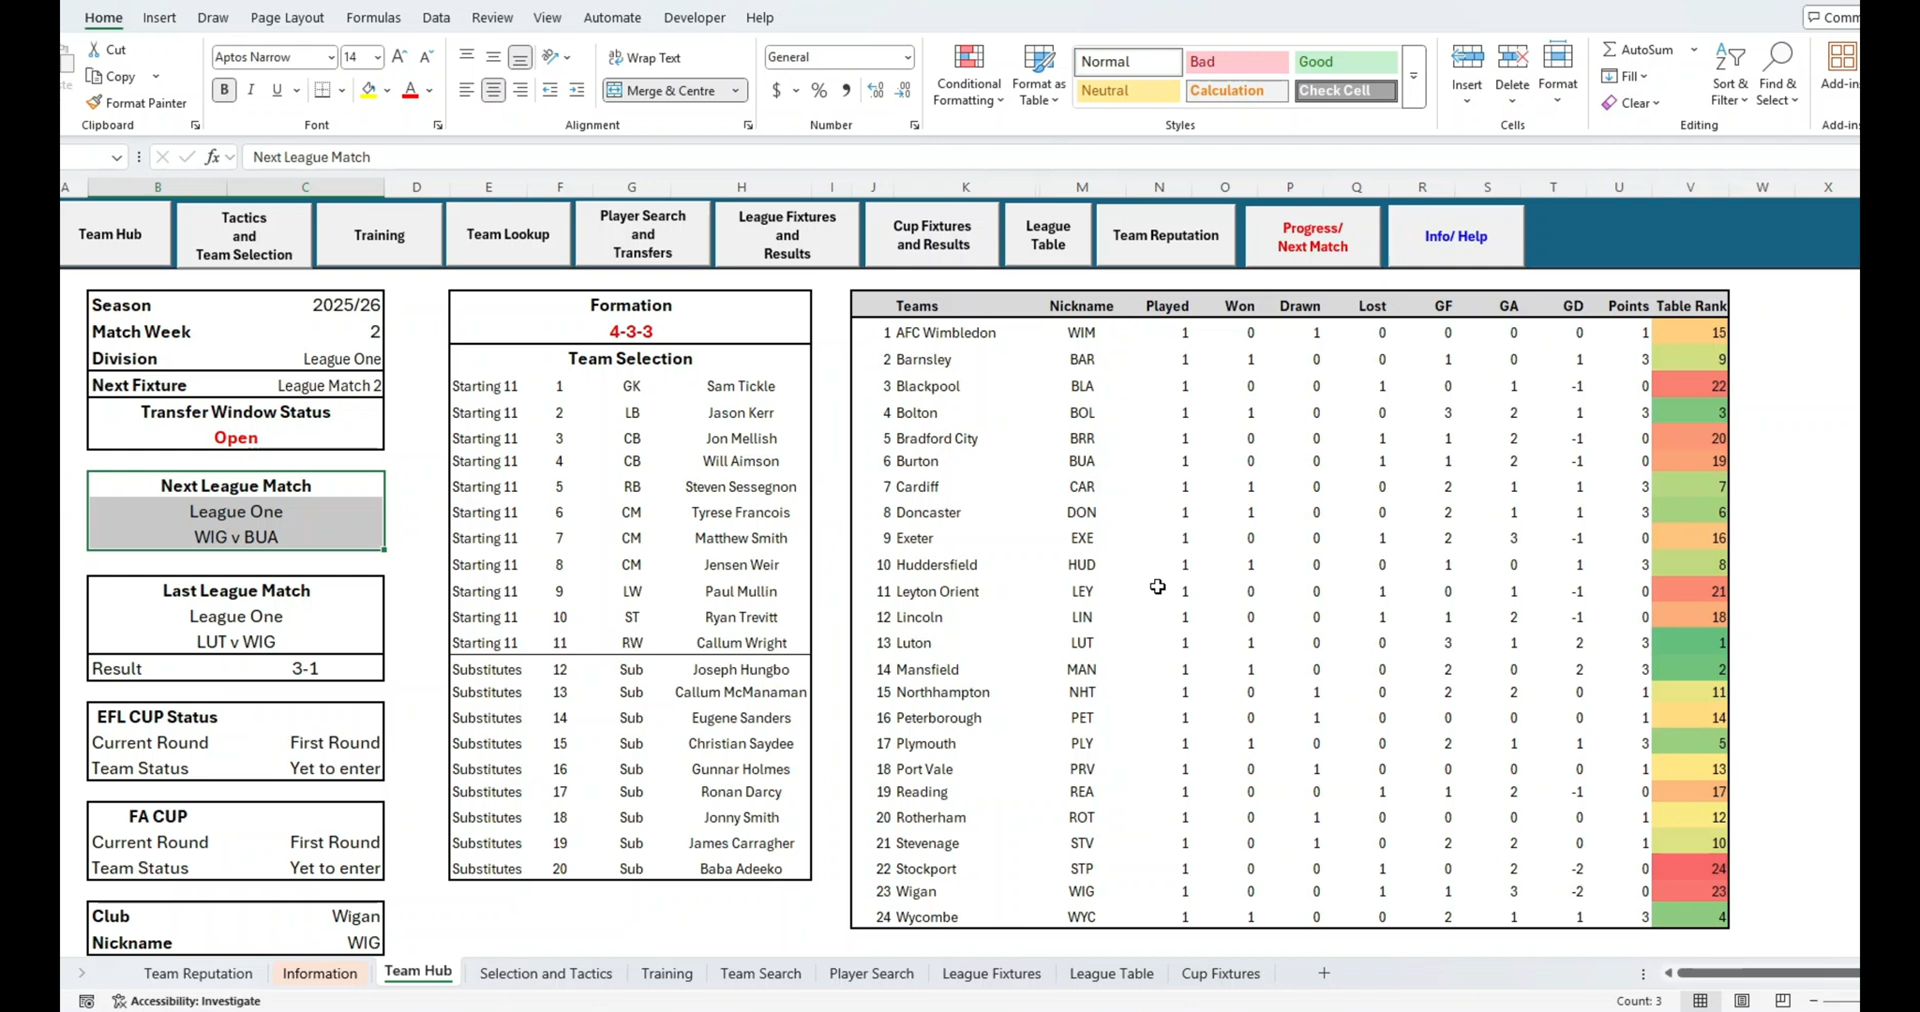 Home Insert Draw Page Layout Formulas Data Review View Automate Developer Help
Cut
Copy
Format Painter
Clipboard
Aptos Narrow 14
B I U
Font
Wrap Text
Merge & Centre
Alignment
General
$ % 9
Number
Conditional Formatting
Format as Table
Normal Bad Good
Neutral Calculation Check Cell
Styles
Insert Delete Format
Cells
AutoSum
Fill
Clear
Sort & Filter
Find & Select
Editing
Add-in
Add-ins
Comm
fx Next League Match
A B C D E F G H I J K M N O P Q R S T U V W X
Team Hub
Tactics and Team Selection
Training
Team Lookup
Player Search and Transfers
League Fixtures and Results
Cup Fixtures and Results
League Table
Team Reputation
Progress/ Next Match
Info/ Help
Season 2025/26
Match Week 2
Division League One
Next Fixture League Match 2
Transfer Window Status
Open
Next League Match
League One
WIG v BUA
Last League Match
League One
LUT v WIG
Result 3-1
EFL CUP Status
Current Round First Round
Team Status Yet to enter
FA CUP
Current Round First Round
Team Status Yet to enter
Club Wigan
Nickname WIG
Formation
4-3-3
Team Selection
Starting 11 1 GK Sam Tickle
Starting 11 2 LB Jason Kerr
Starting 11 3 CB Jon Mellish
Starting 11 4 CB Will Aimson
Starting 11 5 RB Steven Sessegnon
Starting 11 6 CM Tyrese Francois
Starting 11 7 CM Matthew Smith
Starting 11 8 CM Jensen Weir
Starting 11 9 LW Paul Mullin
Starting 11 10 ST Ryan Trevitt
Starting 11 11 RW Callum Wright
Substitutes 12 Sub Joseph Hungbo
Substitutes 13 Sub Callum McManaman
Substitutes 14 Sub Eugene Sanders
Substitutes 15 Sub Christian Saydee
Substitutes 16 Sub Gunnar Holmes
Substitutes 17 Sub Ronan Darcy
Substitutes 18 Sub Jonny Smith
Substitutes 19 Sub James Carragher
Substitutes 20 Sub Baba Adeeko
Teams Nickname Played Won Drawn Lost GF GA GD Points Table Rank
1 AFC Wimbledon WIM 1 0 1 0 0 0 0 1 15
2 Barnsley BAR 1 1 0 0 1 0 1 3 9
3 Blackpool BLA 1 0 0 1 0 1 -1 0 22
4 Bolton BOL 1 1 0 0 3 2 1 3 3
5 Bradford City BRR 1 0 0 1 1 2 -1 0 20
6 Burton BUA 1 0 0 1 1 2 -1 0 19
7 Cardiff CAR 1 1 0 0 2 1 1 3 7
8 Doncaster DON 1 1 0 0 2 1 1 3 6
9 Exeter EXE 1 0 0 1 2 3 -1 0 16
10 Huddersfield HUD 1 1 0 0 1 0 1 3 8
11 Leyton Orient LEY 1 0 0 1 0 1 -1 0 21
12 Lincoln LIN 1 0 0 1 1 2 -1 0 18
13 Luton LUT 1 1 0 0 3 1 2 3 1
14 Mansfield MAN 1 1 0 0 2 0 2 3 2
15 Northhampton NHT 1 0 1 0 2 2 0 1 11
16 Peterborough PET 1 0 1 0 0 0 0 1 14
17 Plymouth PLY 1 1 0 0 2 1 1 3 5
18 Port Vale PRV 1 0 1 0 0 0 0 1 13
19 Reading REA 1 0 0 1 1 2 -1 0 17
20 Rotherham ROT 1 0 1 0 0 0 0 1 12
21 Stevenage STV 1 0 1 0 2 2 0 1 10
22 Stockport STP 1 0 0 1 0 2 -2 0 24
23 Wigan WIG 1 0 0 1 1 3 -2 0 23
24 Wycombe WYC 1 1 0 0 2 1 1 3 4
Team Reputation Information Team Hub Selection and Tactics Training Team Search Player Search League Fixtures League Table Cup Fixtures +
Accessibility: Investigate
Count: 3